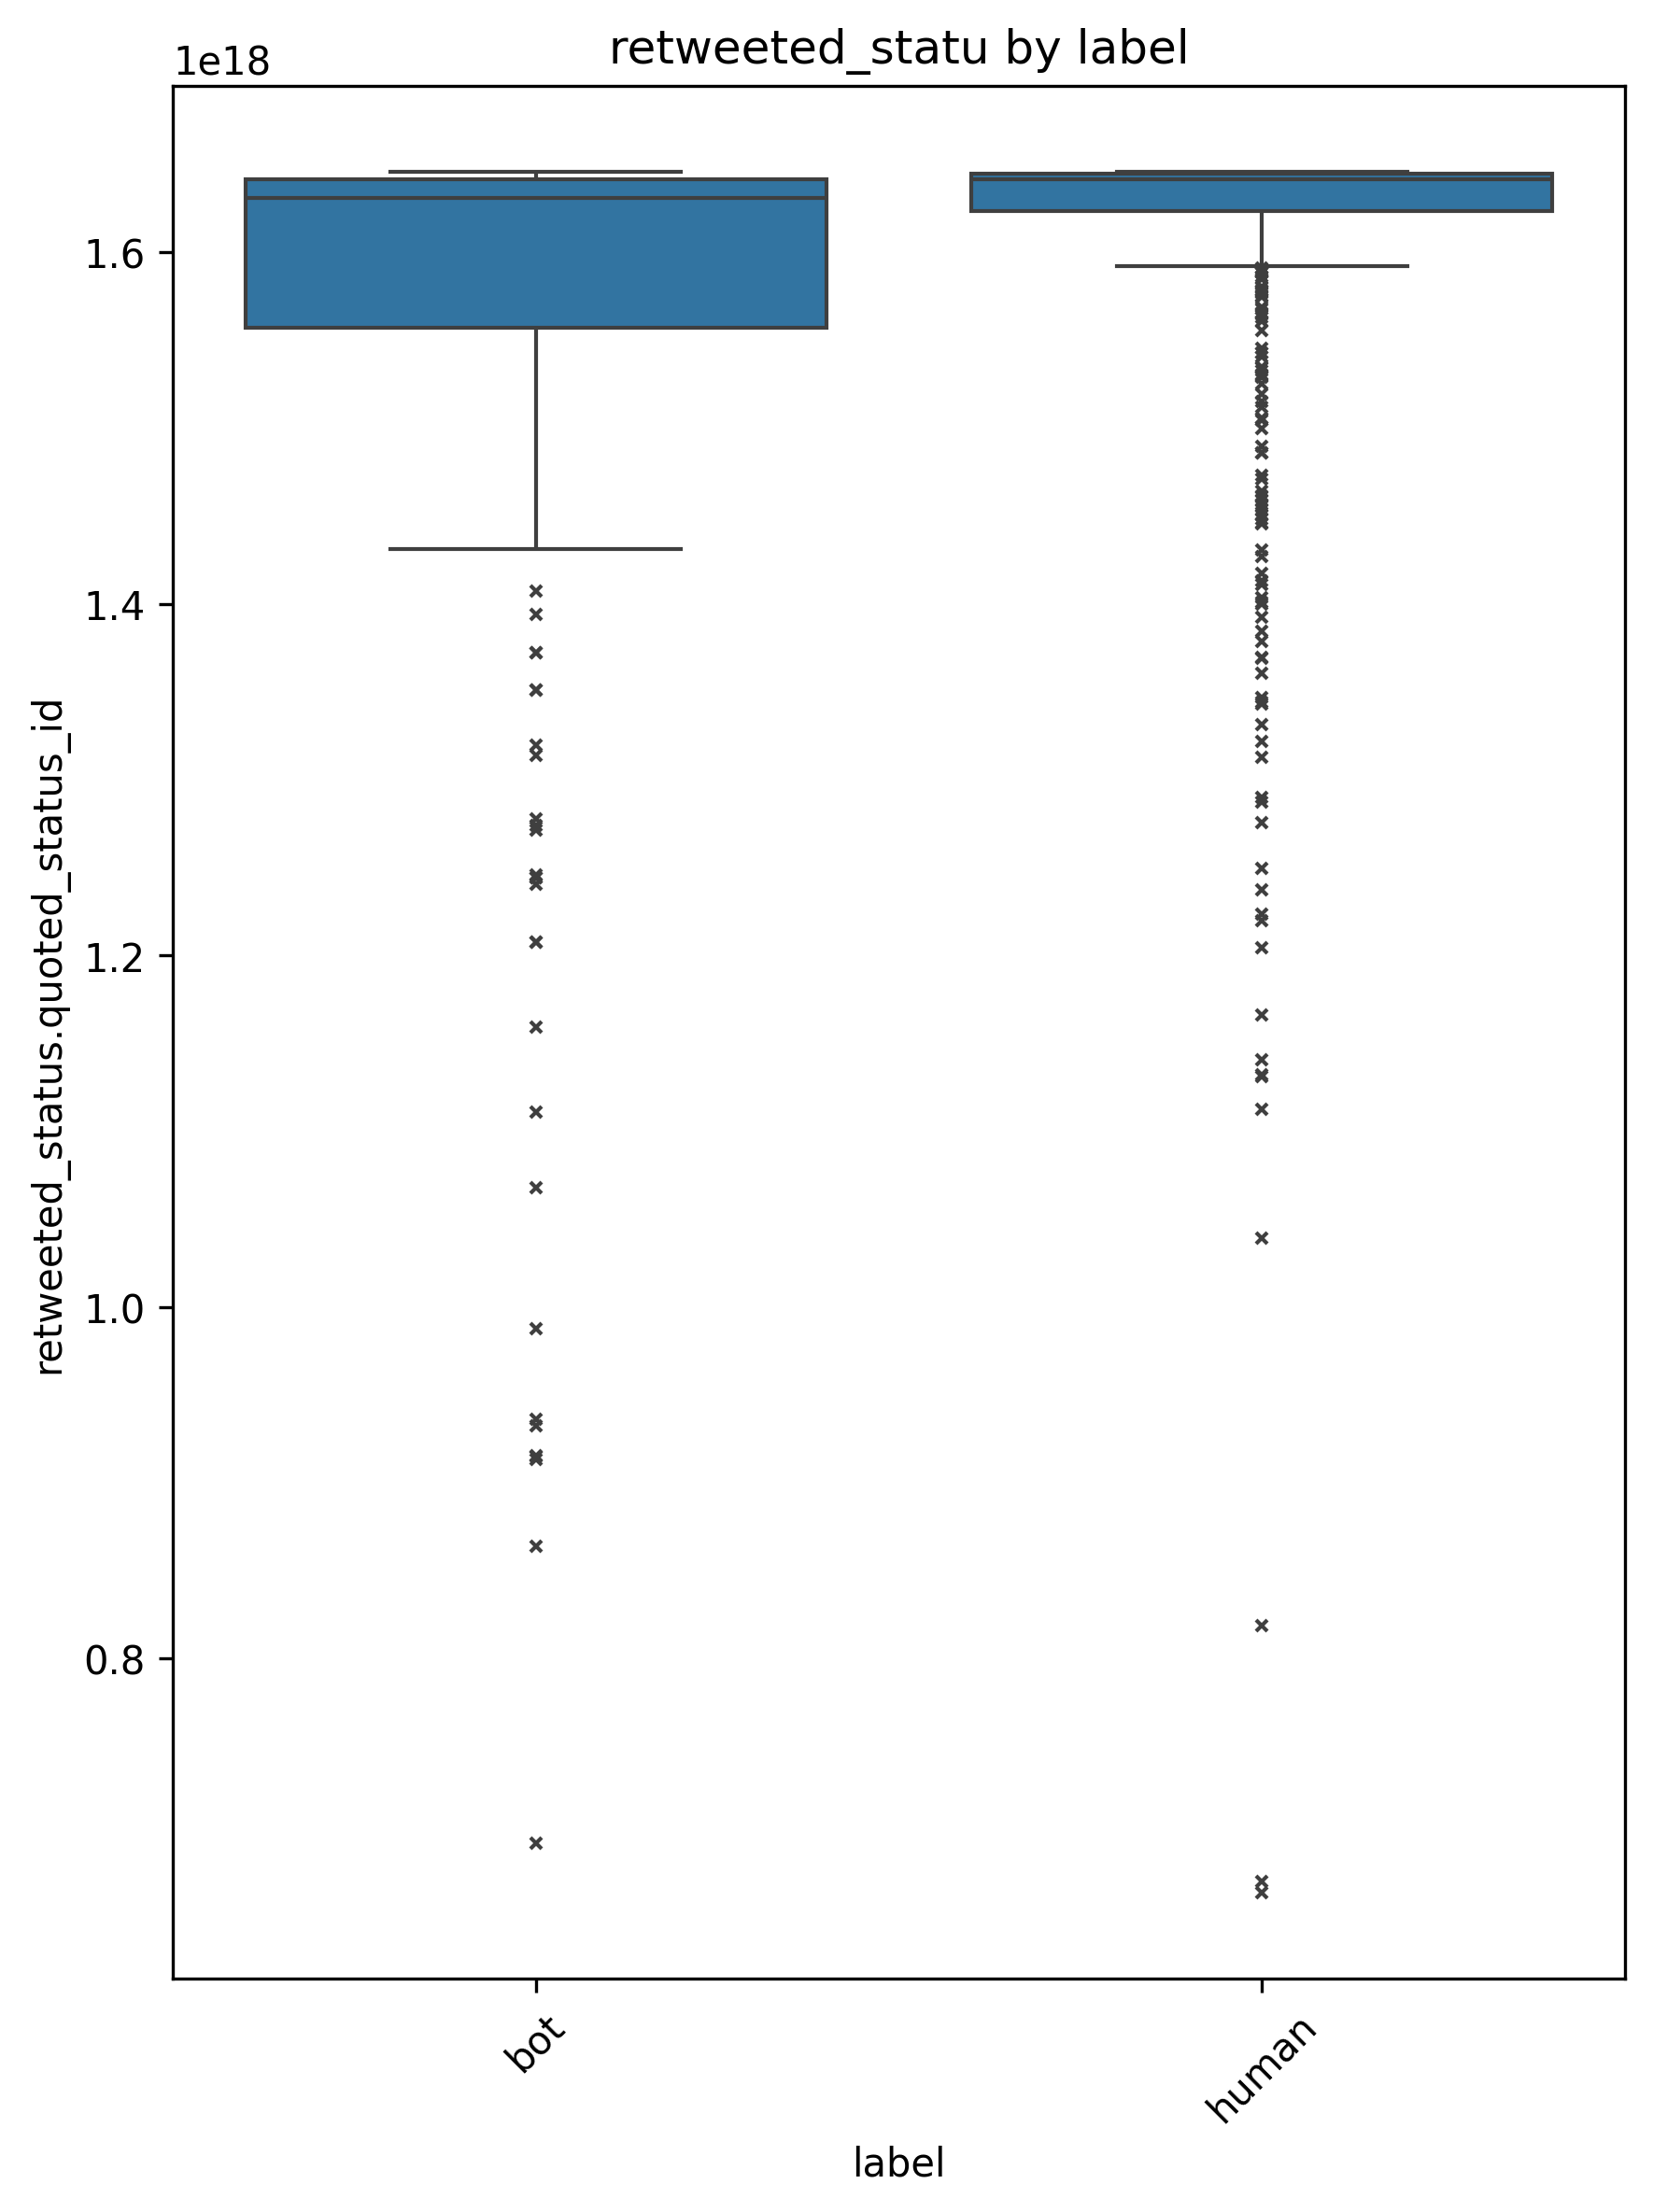 retweeted_statu by label
1e18
1.6
1.4
1.2
1.0
0.8
retweeted_status.quoted_status_id
bot
human
label